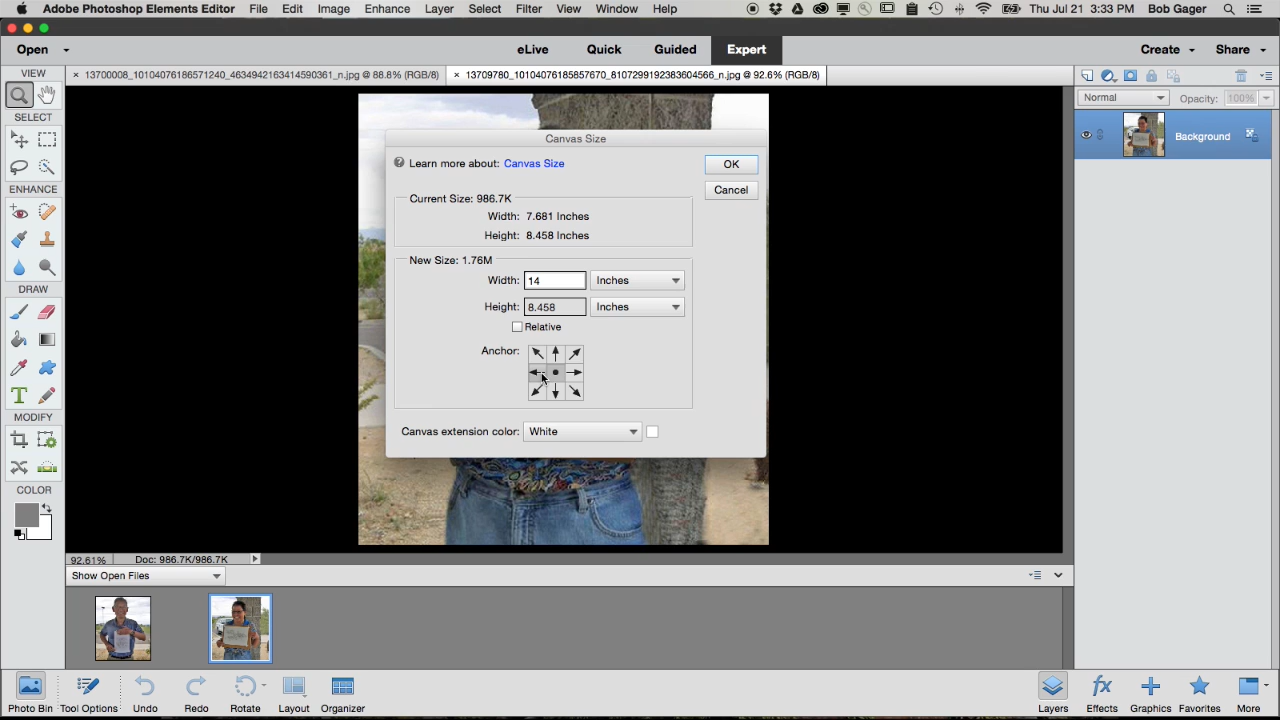 Adobe Photoshop Elements Editor File Edit Image Enhance Layer Select Filter View Window Help Thu Jul 21 3:33 PM Bob Gager
Open eLive Quick Guided Expert Create Share
VIEW × 13700008_10104076186571240_4634942163414590361_n.jpg @ 88.8% (RGB/8) × 13709780_10104076185857670_8107299192383604566_n.jpg @ 92.6% (RGB/8)
Normal Opacity: 100%
SELECT
Background
Canvas Size
Learn more about: Canvas Size OK
Cancel
ENHANCE
Current Size: 986.7K
Width: 7.681 Inches
Height: 8.458 Inches
New Size: 1.76M
Width: 14 Inches
DRAW
Height: 8.458 Inches
Relative
Anchor:
MODIFY
Canvas extension color: White
COLOR
92.61% Doc: 986.7K/986.7K
Show Open Files
Photo Bin Tool Options Undo Redo Rotate Layout Organizer Layers Effects Graphics Favorites More